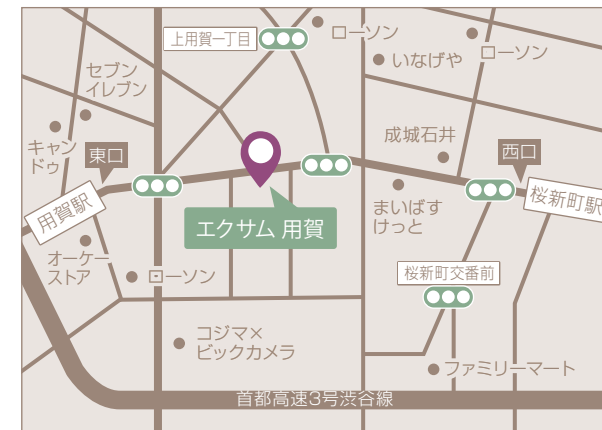 上用賀一丁目
ローソン
いなげや
ローソン
セブン
イレブン
キャン
ドゥ
東口
成城石井
西口
用賀駅
エクサム 用賀
まいばす
けっと
桜新町駅
オーケー
ストア
ローソン
桜新町交番前
コジマ×
ビックカメラ
ファミリーマート
首都高速3号渋谷線